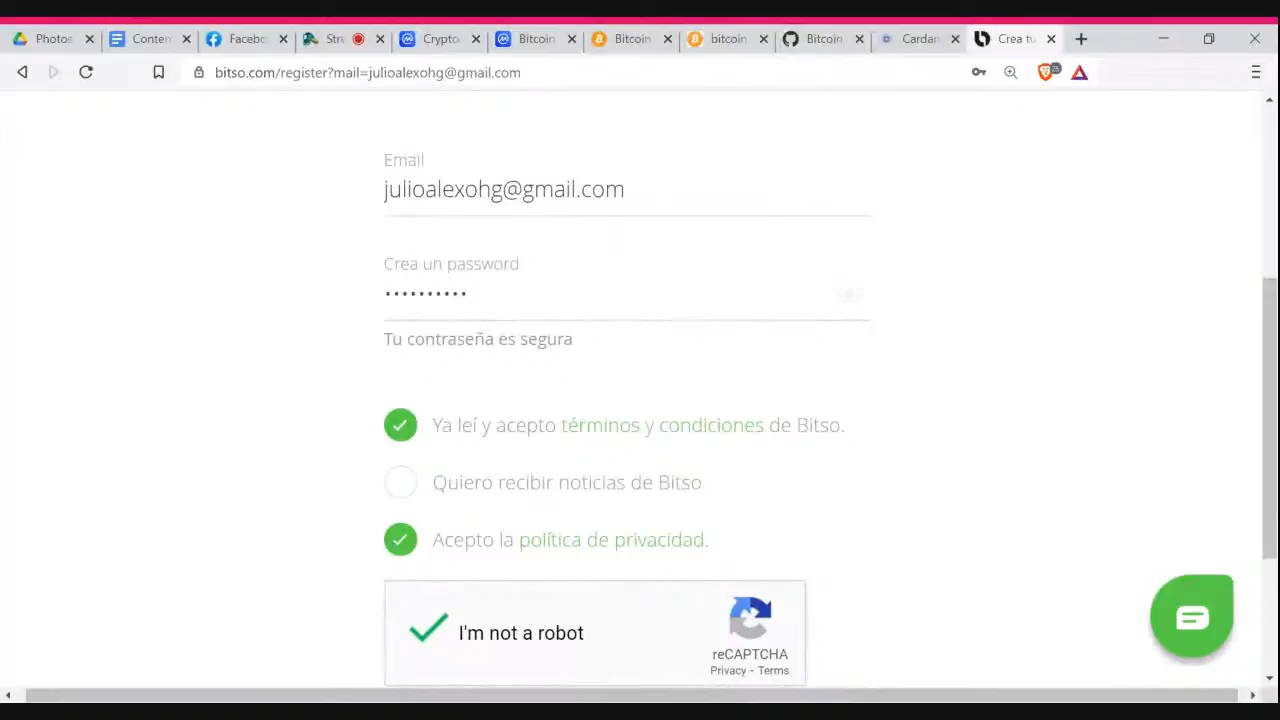 Photos
Conten
Facebo
Stre
Crypto
Bitcoin
Bitcoin
bitcoin
Bitcoin
Cardan
Crea tu
bitso.com/register?mail=julioalexohg@gmail.com
25
Email
julioalexohg@gmail.com
Crea un password
Tu contraseña es segura
Ya leí y acepto términos y condiciones de Bitso.
Quiero recibir noticias de Bitso
Acepto la política de privacidad.
I'm not a robot
reCAPTCHA
Privacy - Terms